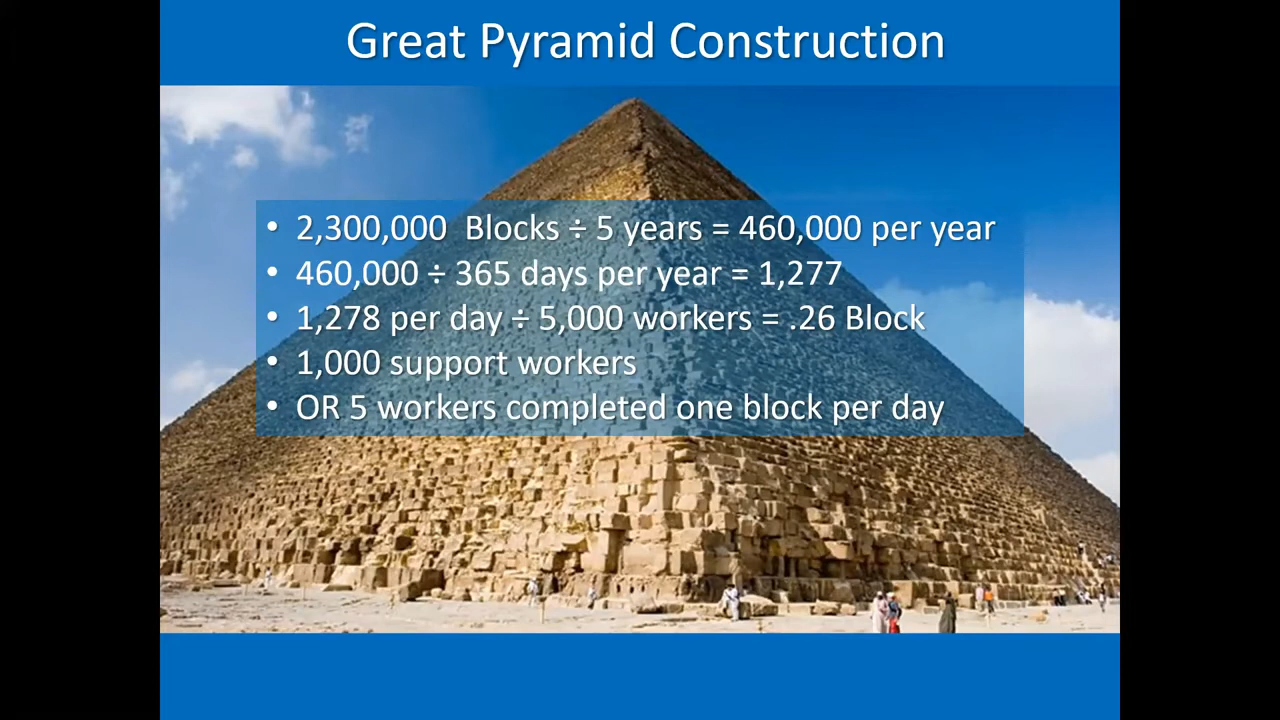 Great Pyramid Construction
• 2,300,000 Blocks ÷ 5 years = 460,000 per year
• 460,000 ÷ 365 days per year = 1,277
• 1,278 per day ÷ 5,000 workers = .26 Block
• 1,000 support workers
• OR 5 workers completed one block per day